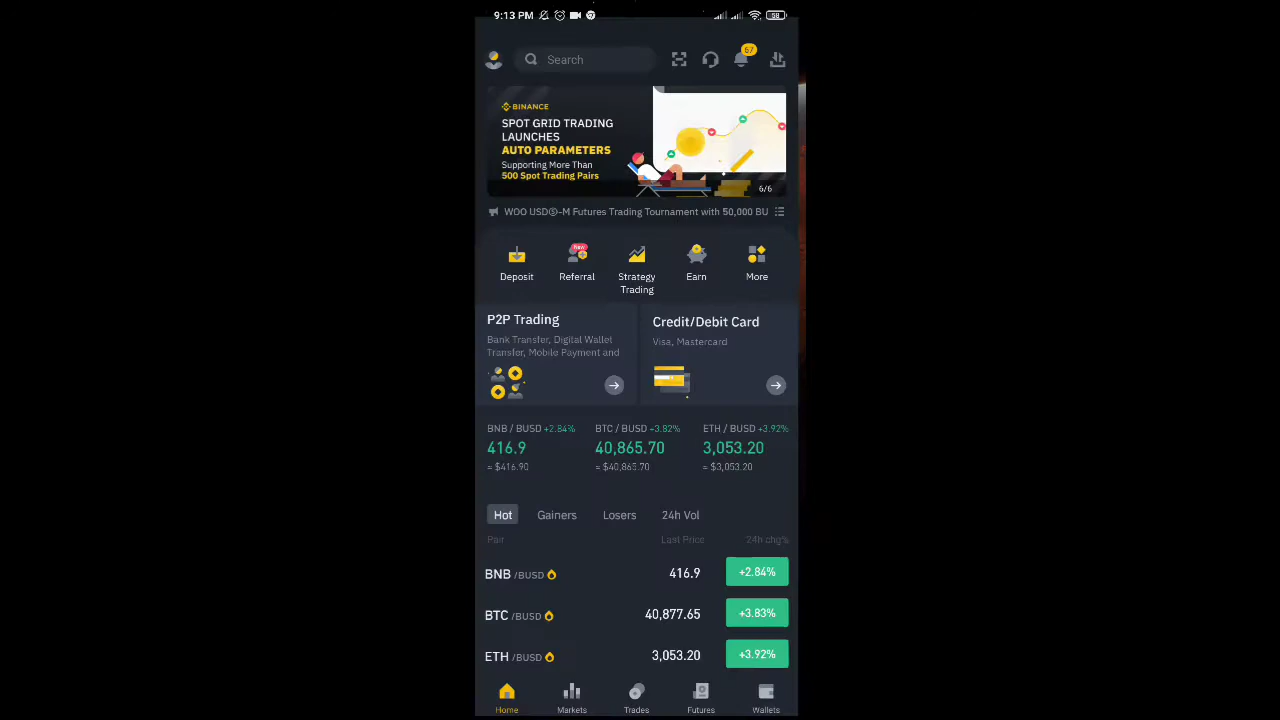 9:13 PM 58
Search
57
BINANCE
SPOT GRID TRADING
LAUNCHES
AUTO PARAMETERS
Supporting More Than
500 Spot Trading Pairs
6/6
WOO USDⓈ-M Futures Trading Tournament with 50,000 BU
New
Deposit Referral Strategy Trading Earn More
P2P Trading
Bank Transfer, Digital Wallet
Transfer, Mobile Payment and
Credit/Debit Card
Visa, Mastercard
BNB / BUSD +2.84% BTC / BUSD +3.82% ETH / BUSD +3.92%
416.9 40,865.70 3,053.20
≈ $416.90 ≈ $40,865.70 ≈ $3,053.20
Hot Gainers Losers 24h Vol
Pair Last Price 24h chg%
BNB /BUSD 416.9 +2.84%
BTC /BUSD 40,877.65 +3.83%
ETH /BUSD 3,053.20 +3.92%
Home Markets Trades Futures Wallets